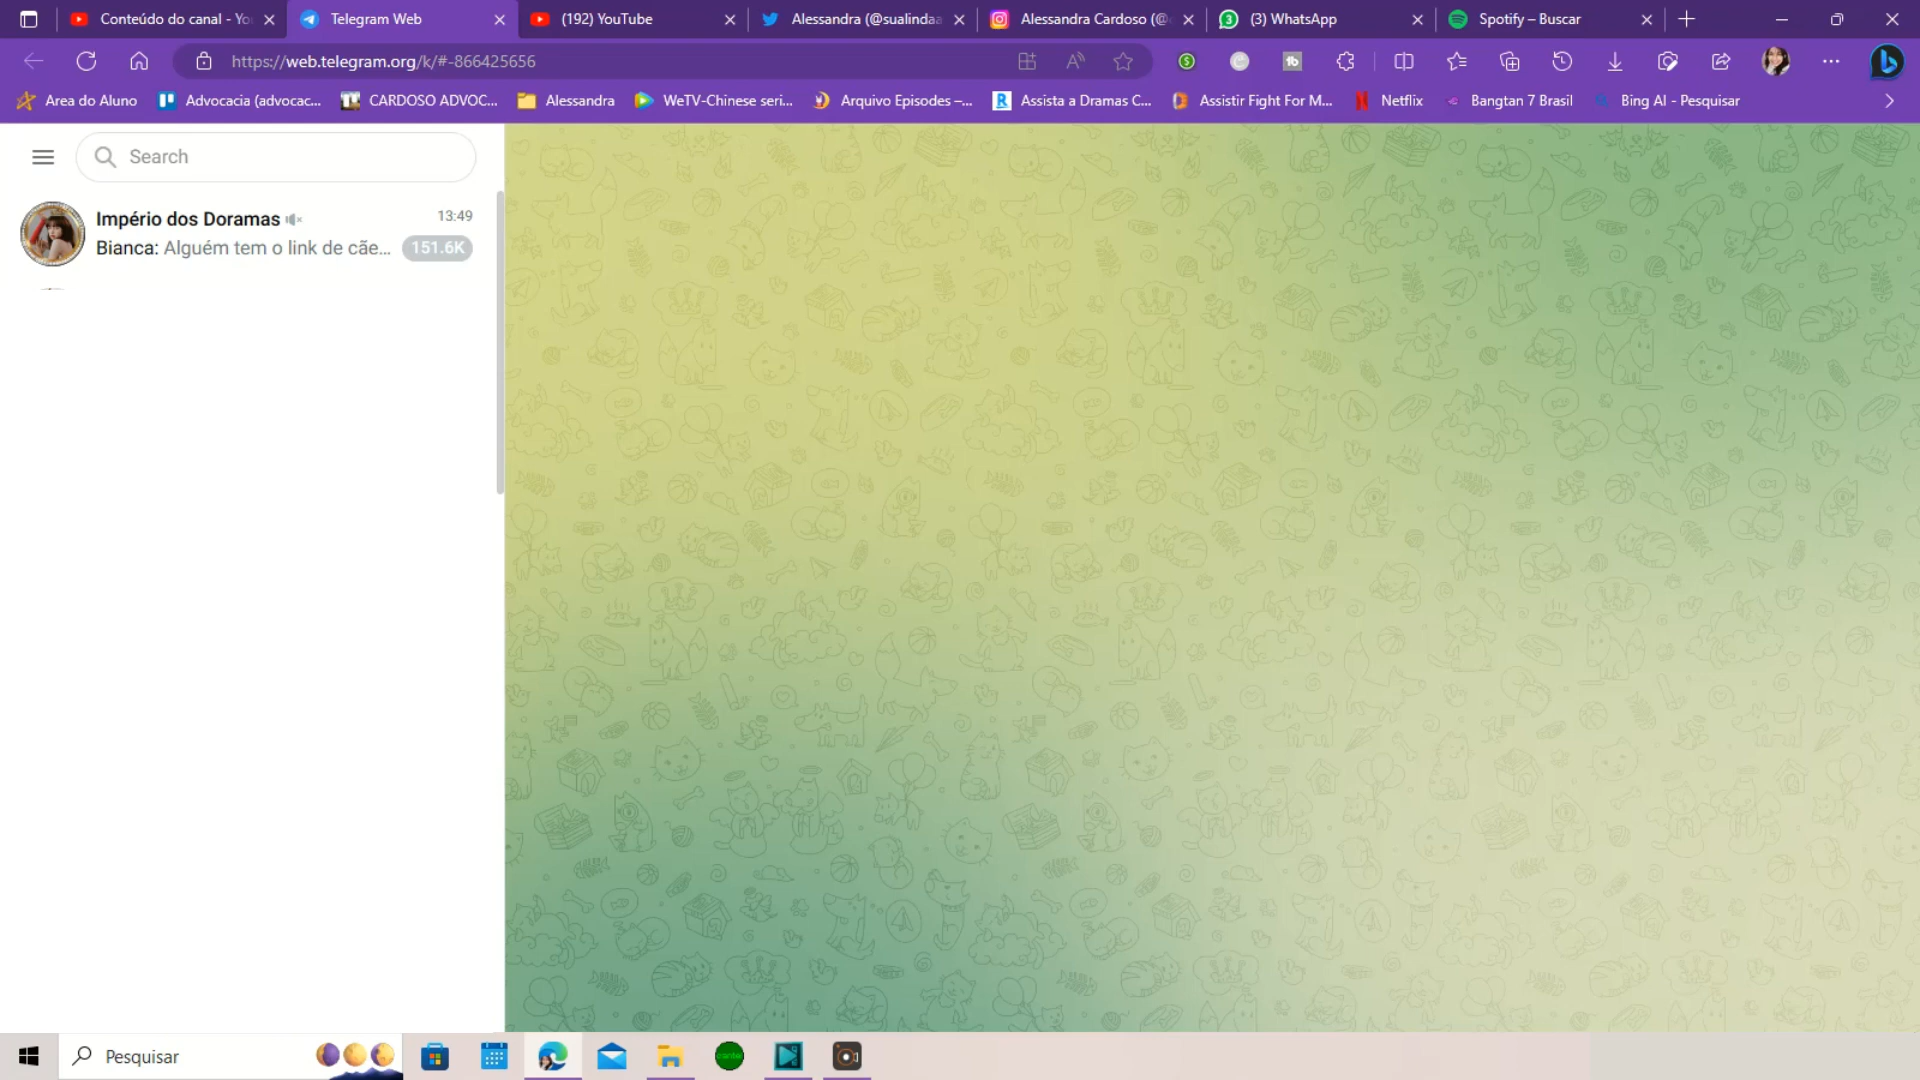 Conteúdo do canal - Yo
Telegram Web
(192) YouTube
Alessandra (@sualindaa
Alessandra Cardoso (@
(3) WhatsApp
Spotify – Buscar
https://web.telegram.org/k/#-866425656
Area do Aluno
Advocacia (advocac...
CARDOSO ADVOC...
Alessandra
WeTV-Chinese seri...
Arquivo Episodes –...
Assista a Dramas C...
Assistir Fight For M...
Netflix
Bangtan 7 Brasil
Bing AI - Pesquisar
Search
Império dos Doramas
13:49
Bianca: Alguém tem o link de cãe...
151.6K
Pesquisar